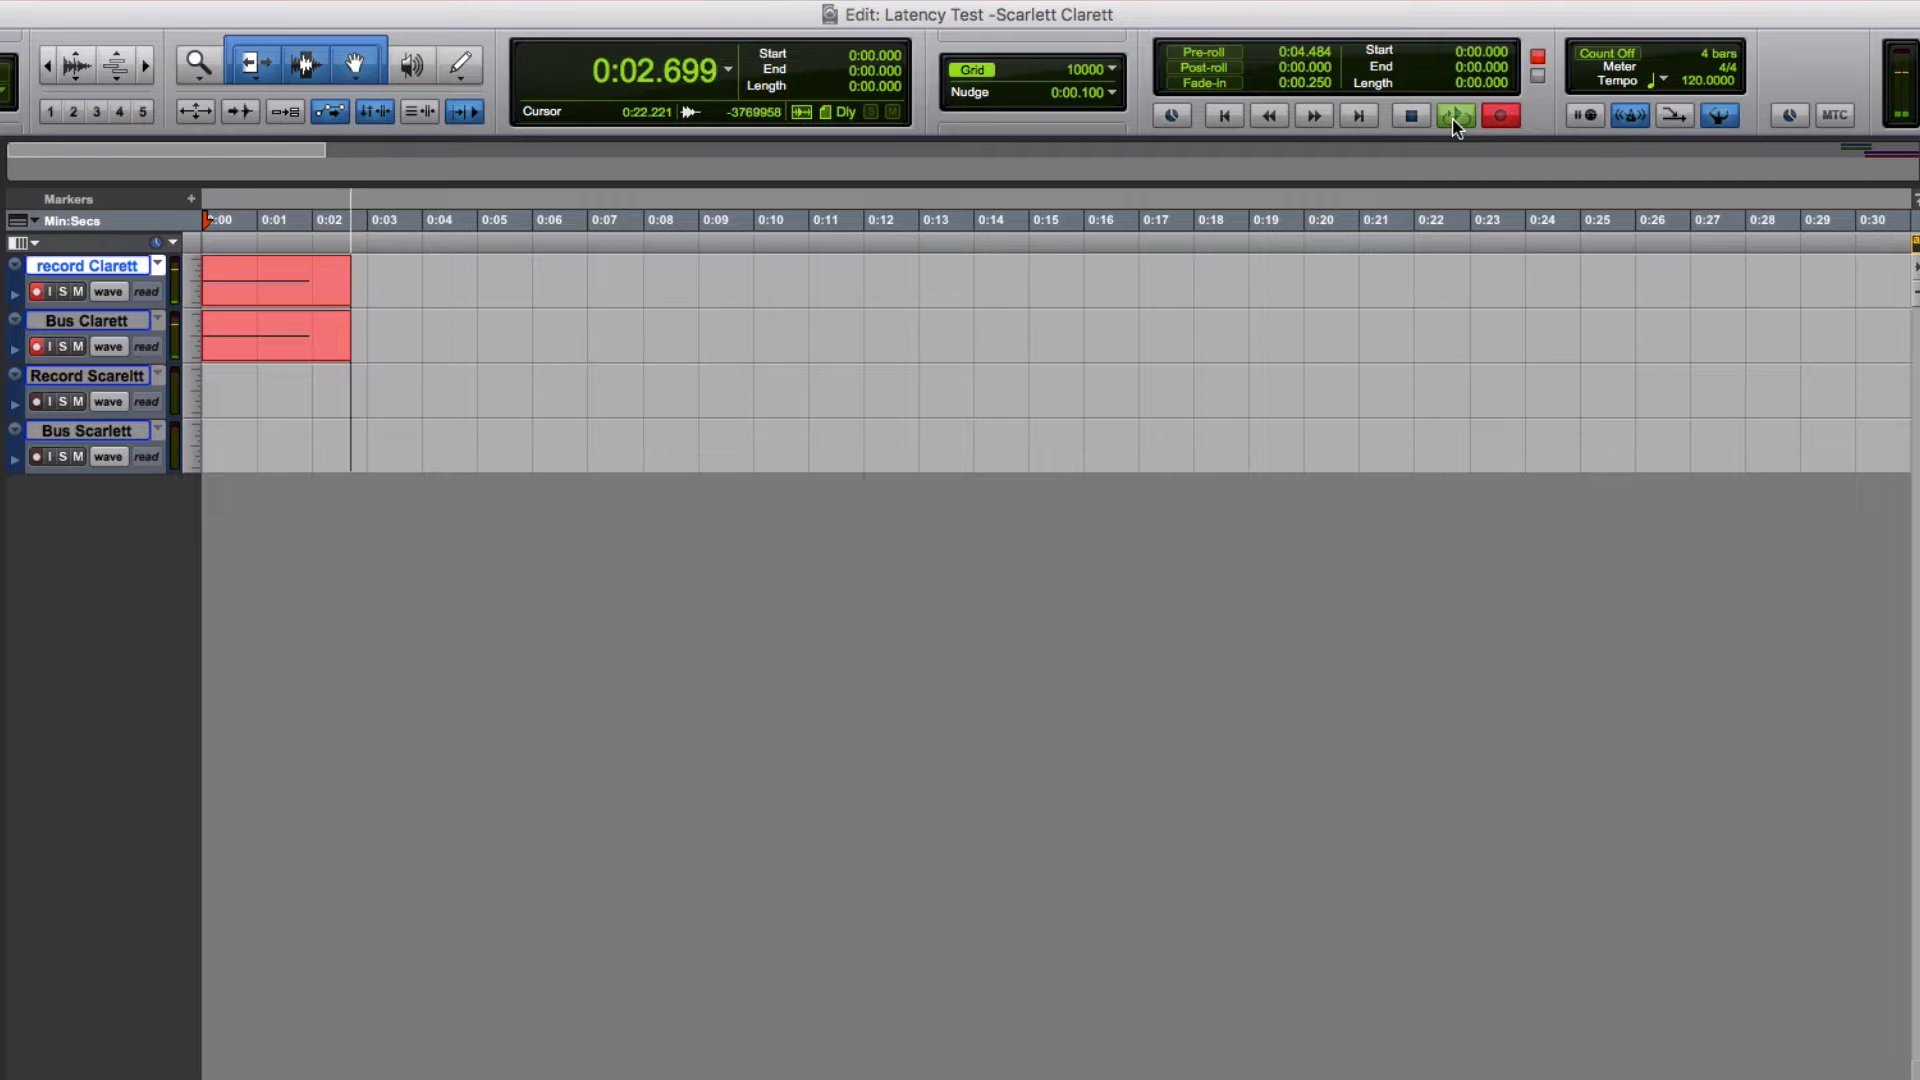 Edit: Latency Test -Scarlett Clarett
0:02.699
Start 0:00.000
End 0:00.000
Length 0:00.000
Cursor 0:22.221 -3769958 Dly S M
Grid 10000
Nudge 0:00.100
Pre-roll 0:04.484
Post-roll 0:00.000
Fade-in 0:00.250
Start 0:00.000
End 0:00.000
Length 0:00.000
Count Off 4 bars
Meter 4/4
Tempo 120.0000
1 2 3 4 5
MTC
Markers +
Min:Secs :00 0:01 0:02 0:03 0:04 0:05 0:06 0:07 0:08 0:09 0:10 0:11 0:12 0:13 0:14 0:15 0:16 0:17 0:18 0:19 0:20 0:21 0:22 0:23 0:24 0:25 0:26 0:27 0:28 0:29 0:30
record Clarett
I S M wave read
Bus Clarett
I S M wave read
Record Scareltt
I S M wave read
Bus Scarlett
I S M wave read